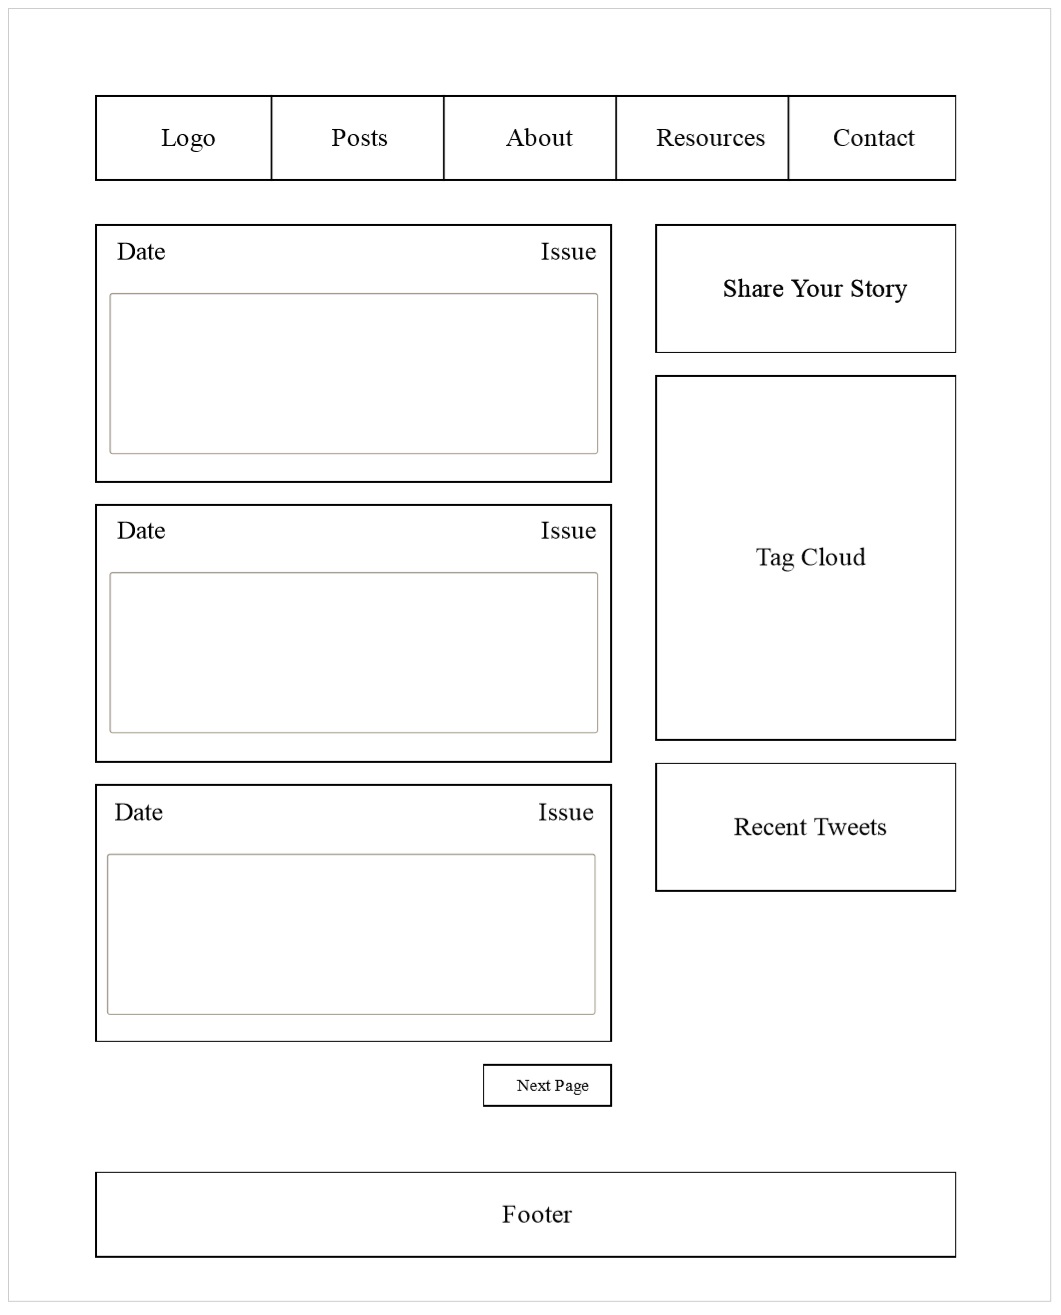 Logo
Posts
About
Resources
Contact
Date
Issue
Date
Issue
Date
Issue
Next Page
Share Your Story
Tag Cloud
Recent Tweets
Footer